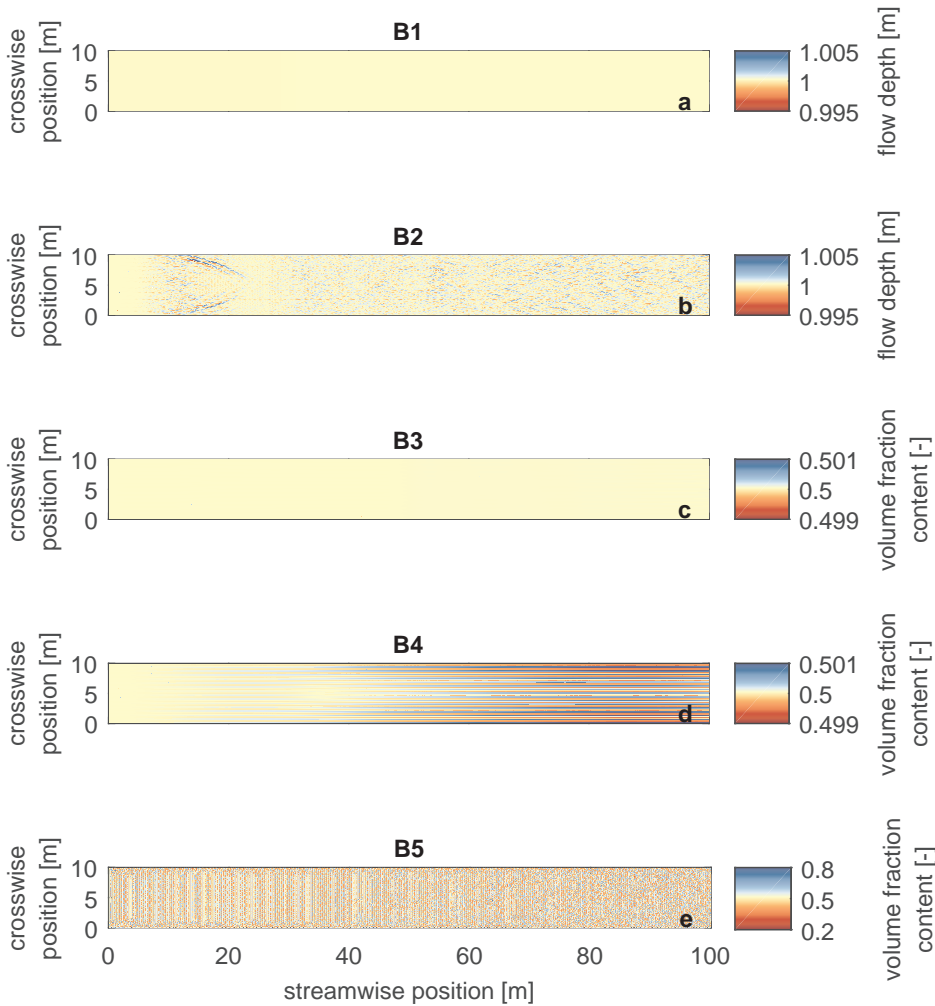 B1
crosswise
position [m]
10
5
0
a
1.005
1
0.995
flow depth [m]
B2
crosswise
position [m]
10
5
0
b
1.005
1
0.995
flow depth [m]
B3
crosswise
position [m]
10
5
0
c
0.501
0.5
0.499
volume fraction
content [-]
B4
crosswise
position [m]
10
5
0
d
0.501
0.5
0.499
volume fraction
content [-]
B5
crosswise
position [m]
10
5
0
e
0.8
0.5
0.2
volume fraction
content [-]
0 20 40 60 80 100
streamwise position [m]